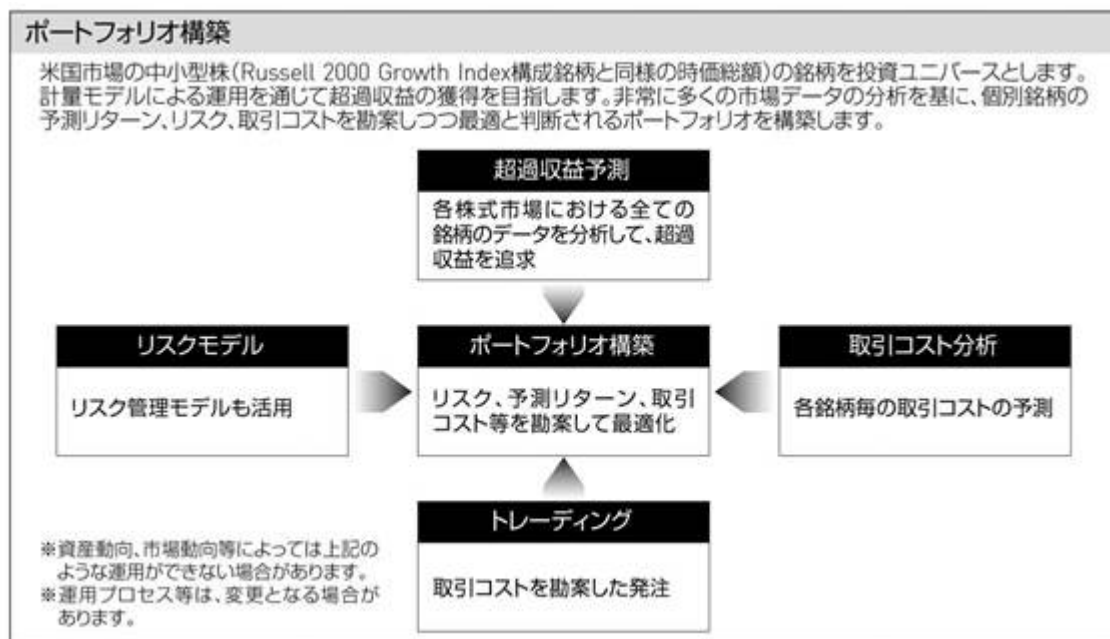 ポートフォリオ構築
米国市場の中小型株(Russell 2000 Growth Index構成銘柄と同様の時価総額)の銘柄を投資ユニバースとします。
計量モデルによる運用を通じて超過収益の獲得を目指します。非常に多くの市場データの分析を基に、個別銘柄の
予測リターン、リスク、取引コストを勘案しつつ最適と判断されるポートフォリオを構築します。
超過収益予測
各株式市場における全ての
銘柄のデータを分析して、超過
収益を追求
リスクモデル
リスク管理モデルも活用
ポートフォリオ構築
リスク、予測リターン、取引
コスト等を勘案して最適化
取引コスト分析
各銘柄毎の取引コストの予測
トレーディング
取引コストを勘案した発注
※資産動向、市場動向等によっては上記の
ような運用ができない場合があります。
※運用プロセス等は、変更となる場合が
あります。